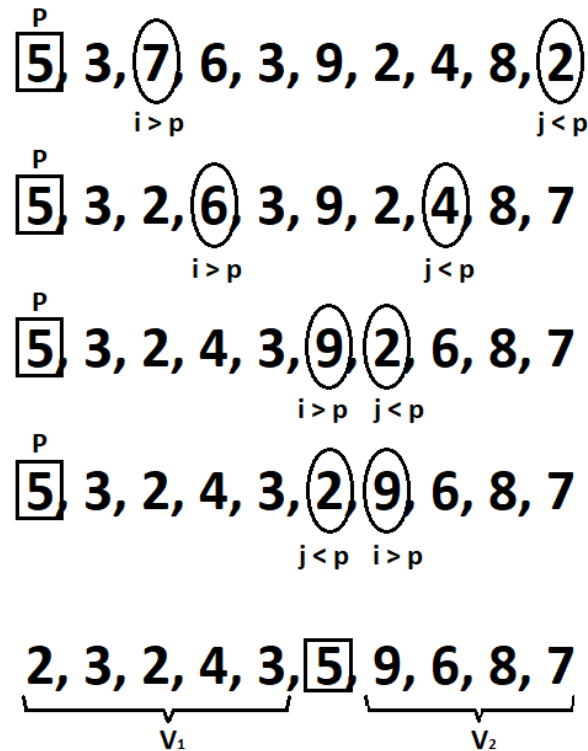 P
5, 3, 7, 6, 3, 9, 2, 4, 8, 2
i > p j < p
P
5, 3, 2, 6, 3, 9, 2, 4, 8, 7
i > p j < p
P
5, 3, 2, 4, 3, 9, 2, 6, 8, 7
i > p j < p
P
5, 3, 2, 4, 3, 2, 9, 6, 8, 7
j < p i > p
2, 3, 2, 4, 3, 5, 9, 6, 8, 7
V₁ V₂